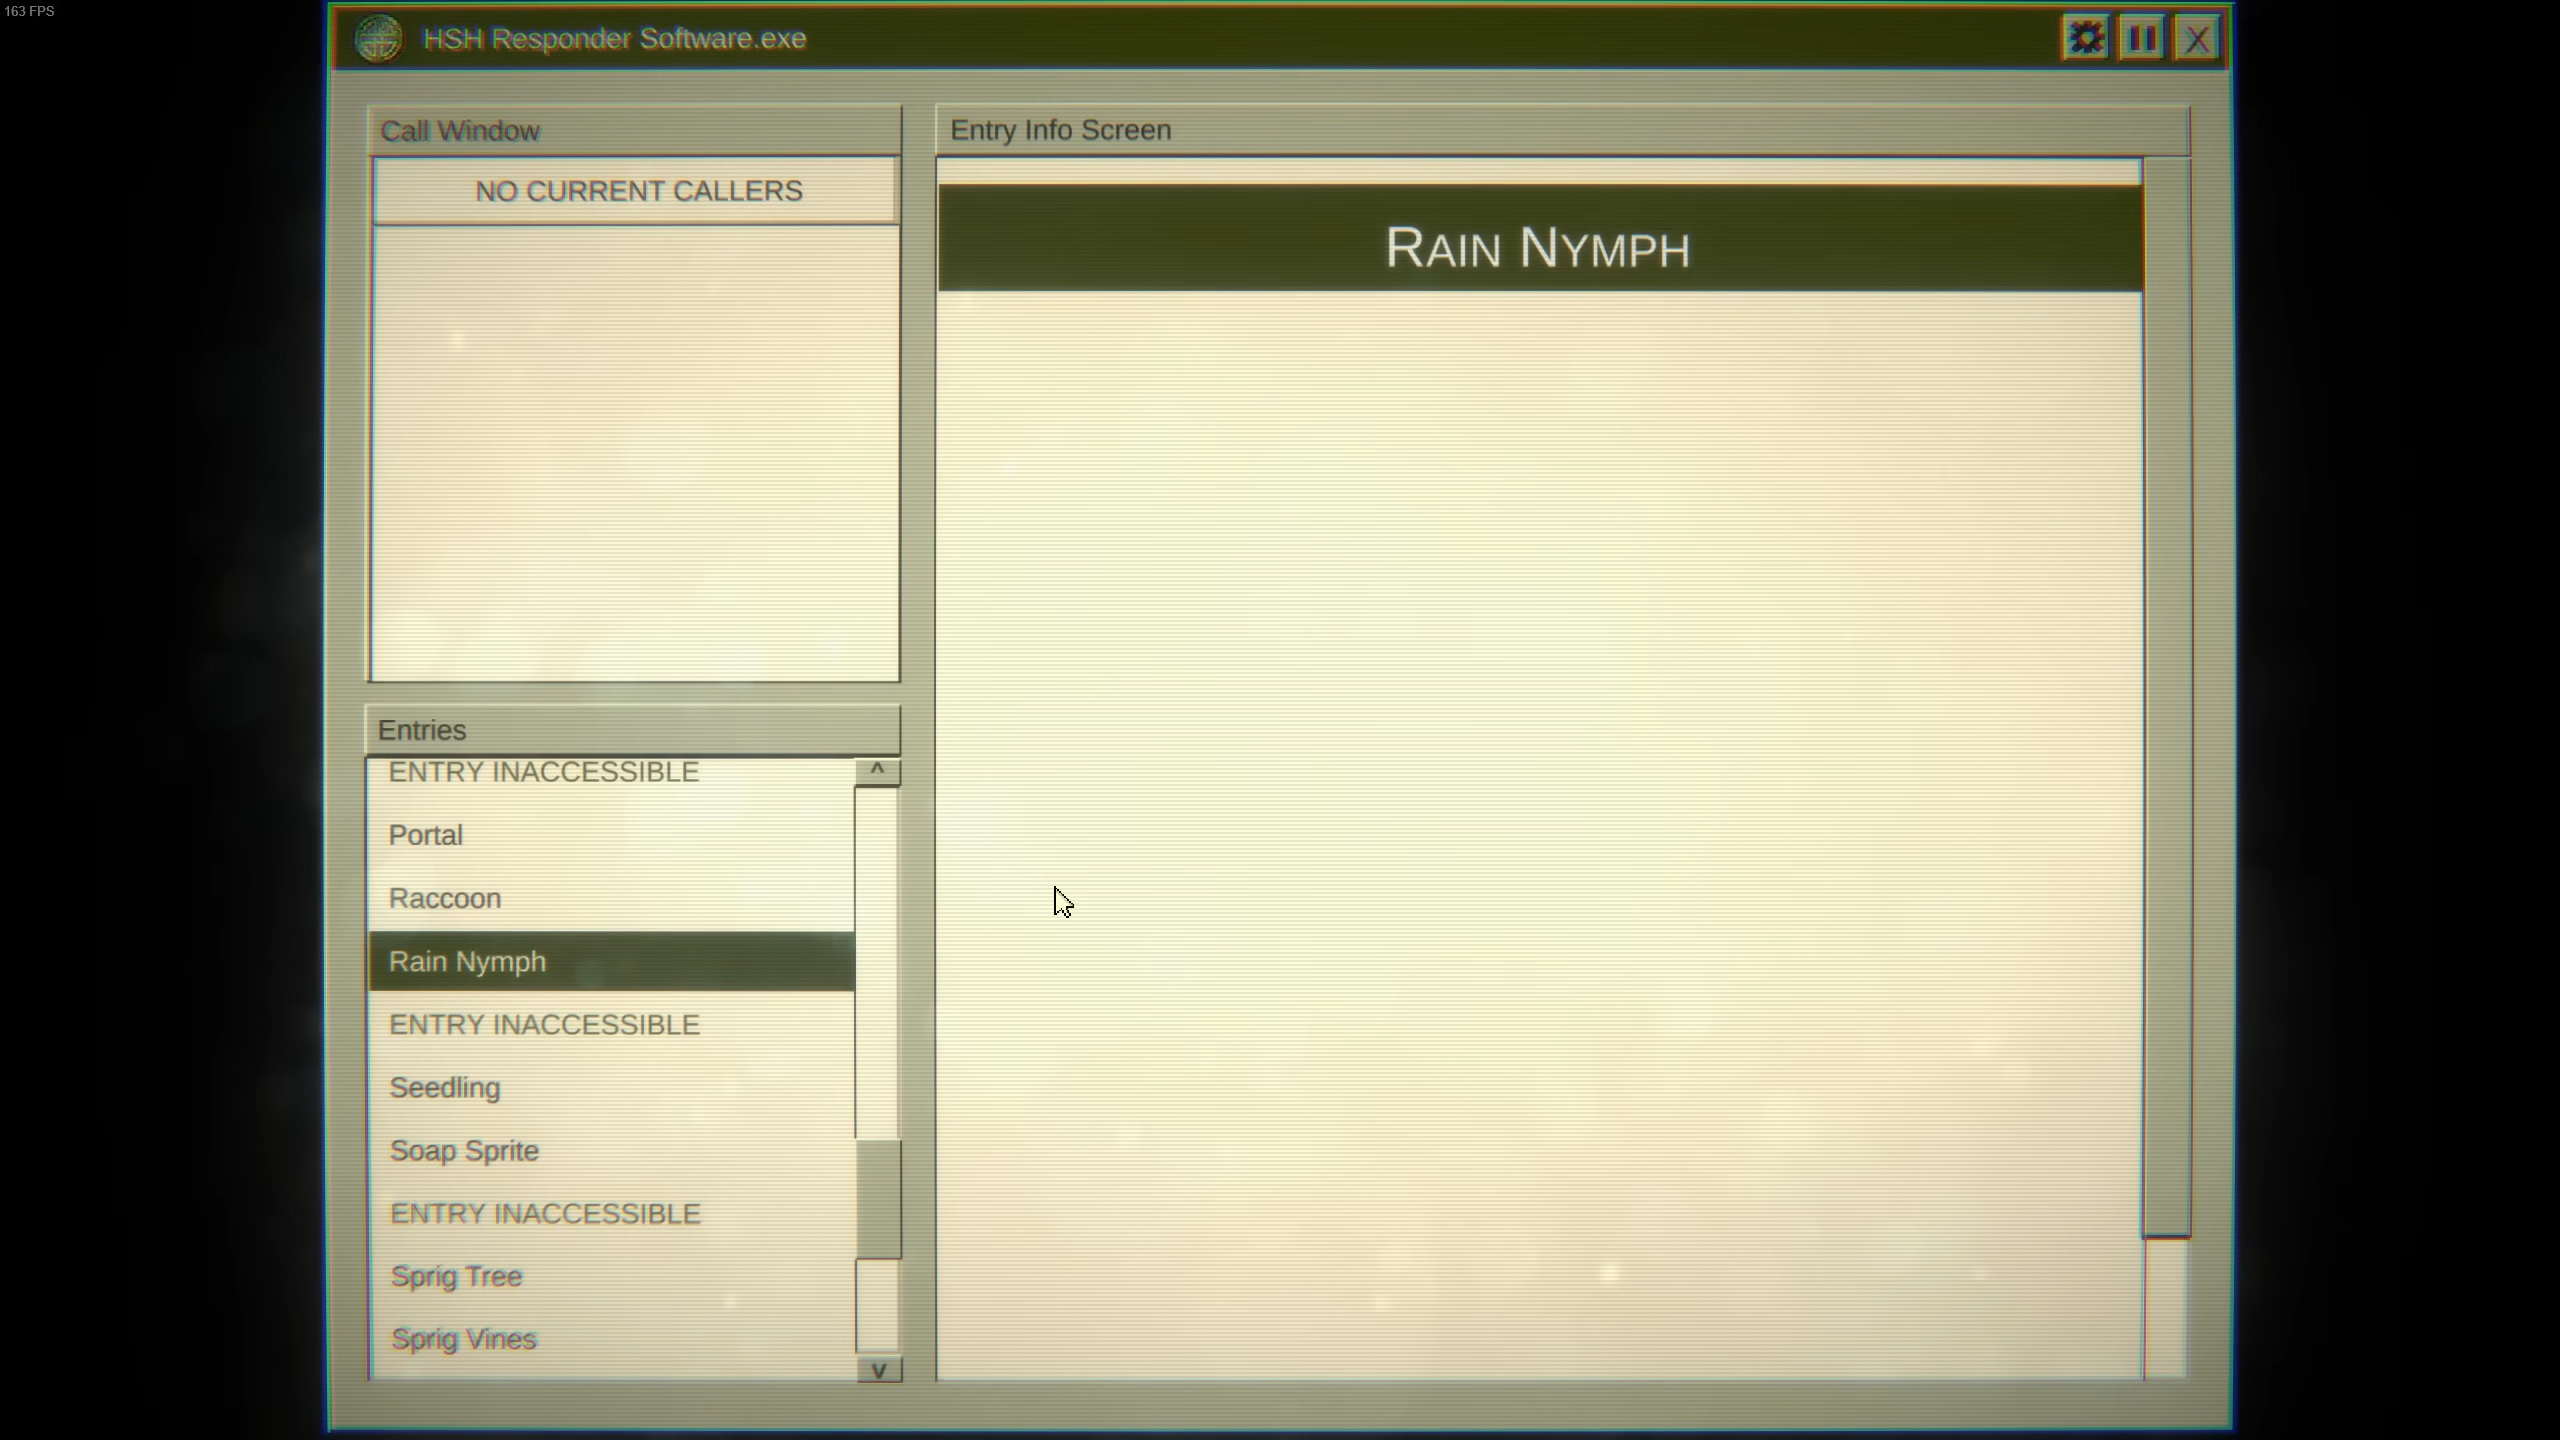 163 FPS
HSH Responder Software.exe
X
Call Window
NO CURRENT CALLERS
Entries
ENTRY INACCESSIBLE
Portal
Raccoon
Rain Nymph
ENTRY INACCESSIBLE
Seedling
Soap Sprite
ENTRY INACCESSIBLE
Sprig Tree
Sprig Vines
Entry Info Screen
RAIN NYMPH